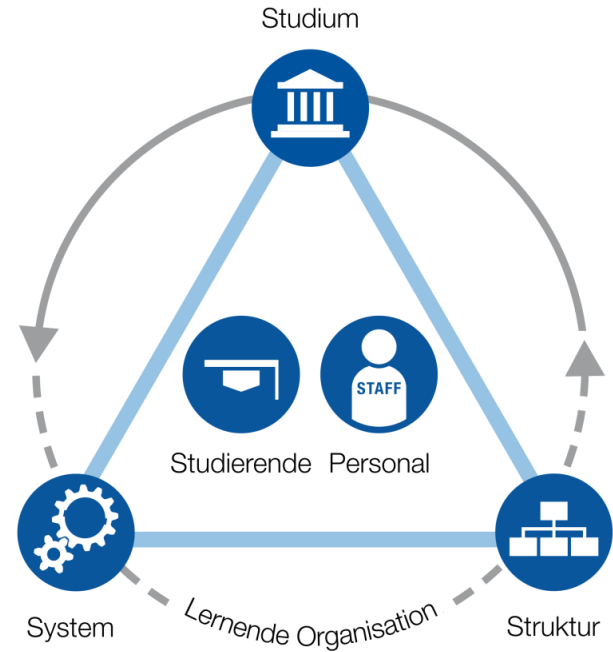 Studium
STAFF
Studierende
Personal
System
Lernende Organisation
Struktur